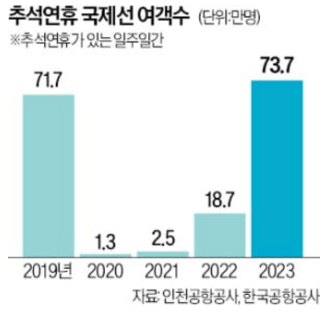 추석연휴 국제선 여객수 (단위:만명)
※추석연휴가 있는 일주일간
71.7
1.3
2.5
18.7
73.7
2019년 2020 2021 2022 2023
자료: 인천공항공사, 한국공항공사